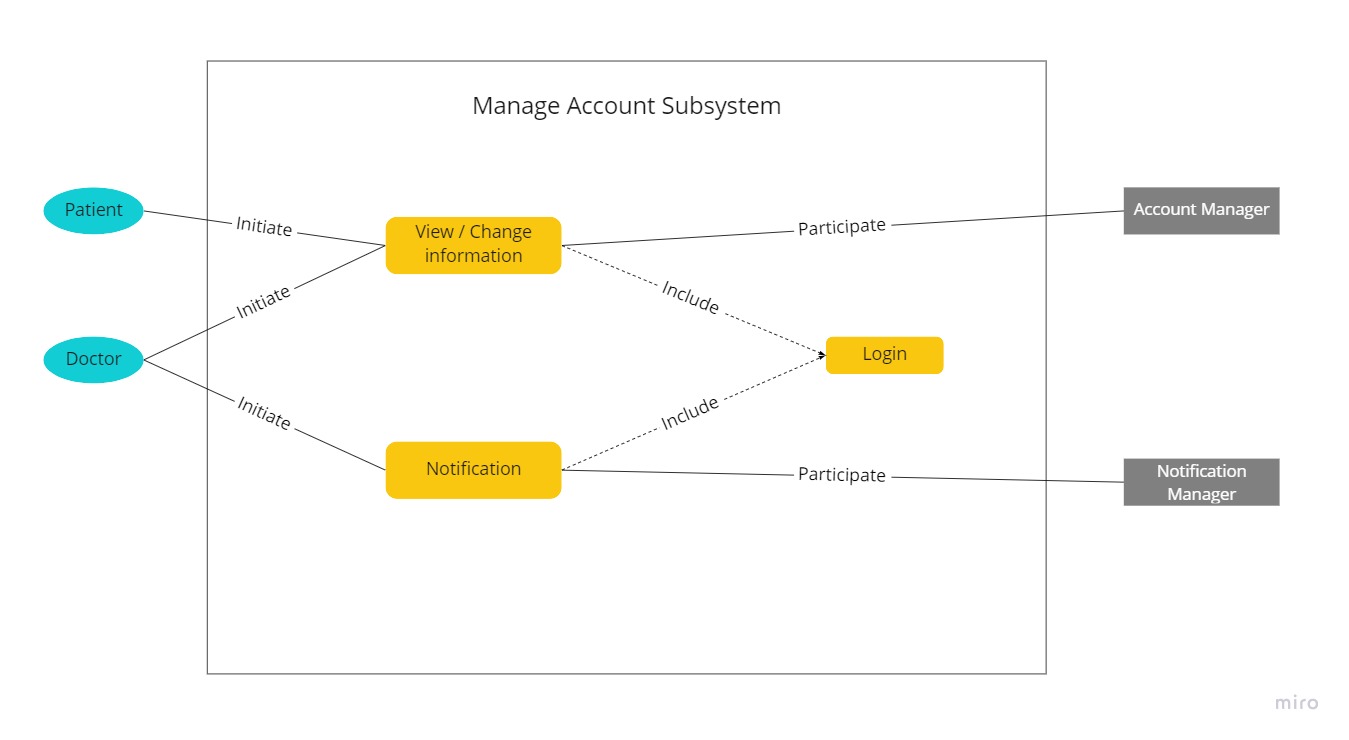 Manage Account Subsystem
Patient
Initiate
View / Change
information
Participate
Account Manager
Initiate
Include
Doctor
Login
Initiate
Include
Notification
Participate
Notification
Manager
miro